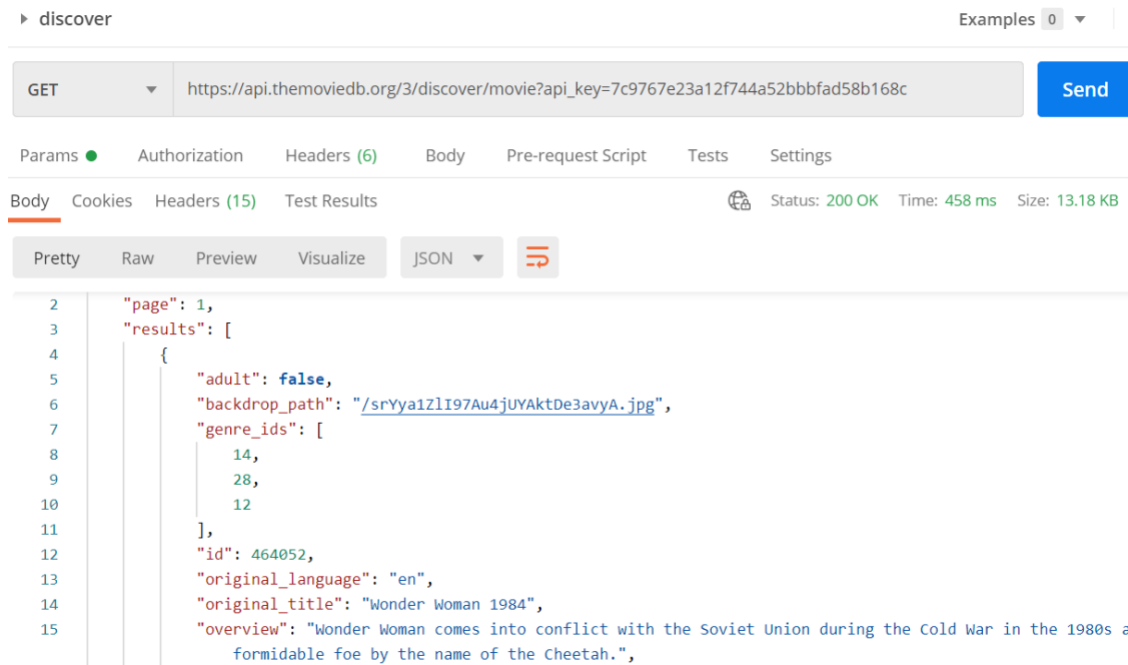 discover Examples 0
GET https://api.themoviedb.org/3/discover/movie?api_key=7c9767e23a12f744a52bbbfad58b168c Send
Params Authorization Headers (6) Body Pre-request Script Tests Settings
Body Cookies Headers (15) Test Results Status: 200 OK Time: 458 ms Size: 13.18 KB
Pretty Raw Preview Visualize JSON
2 "page": 1,
3 "results": [
4 {
5 "adult": false,
6 "backdrop_path": "/srYya1ZlI97Au4jUYAktDe3avyA.jpg",
7 "genre_ids": [
8 14,
9 28,
10 12
11 ],
12 "id": 464052,
13 "original_language": "en",
14 "original_title": "Wonder Woman 1984",
15 "overview": "Wonder Woman comes into conflict with the Soviet Union during the Cold War in the 1980s a
formidable foe by the name of the Cheetah.",